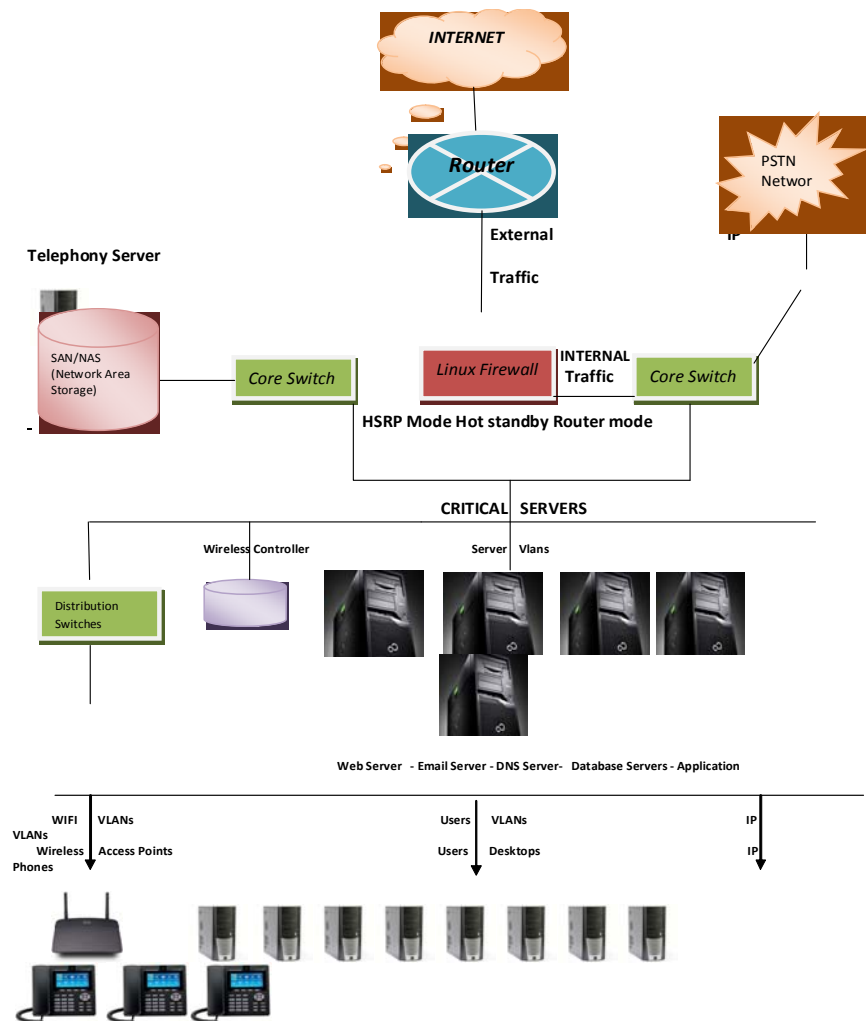 INTERNET
Router
PSTN
Networ
External
IP
Traffic
Telephony Server
SAN/NAS
(Network Area
Storage)
-
Core Switch
Linux Firewall
INTERNAL
Traffic
Core Switch
HSRP Mode Hot standby Router mode
CRITICAL SERVERS
Wireless Controller
Server Vlans
Distribution
Switches
Web Server - Email Server - DNS Server- Database Servers - Application
WIFI VLANs
Users VLANs
IP
VLANs
Wireless Access Points
Users Desktops
IP
Phones